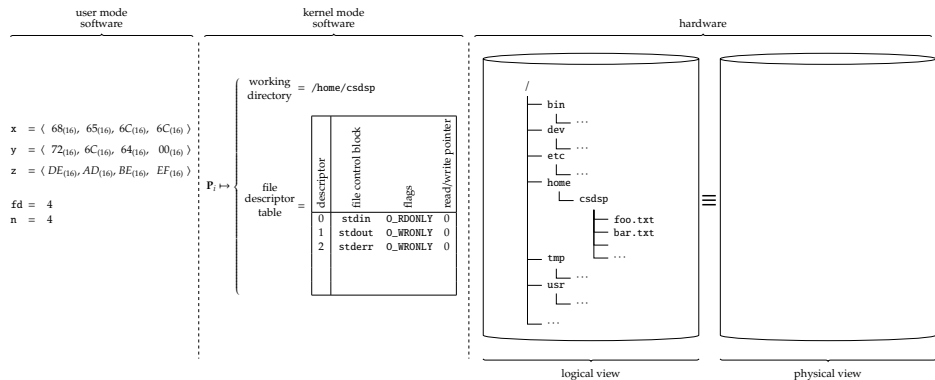 user mode
software
kernel mode
software
hardware
x = ⟨ 68(16), 65(16), 6C(16), 6C(16) ⟩
y = ⟨ 72(16), 6C(16), 64(16), 00(16) ⟩
z = ⟨ DE(16), AD(16), BE(16), EF(16) ⟩
fd = 4
n = 4
Pi ↦
working
directory = /home/csdsp
file
descriptor
table =
descriptor file control block flags read/write pointer
0 stdin O_RDONLY 0
1 stdout O_WRONLY 0
2 stderr O_WRONLY 0
/
bin
...
dev
...
etc
...
home
csdsp
foo.txt
bar.txt
...
tmp
...
usr
...
...
≡
logical view
physical view